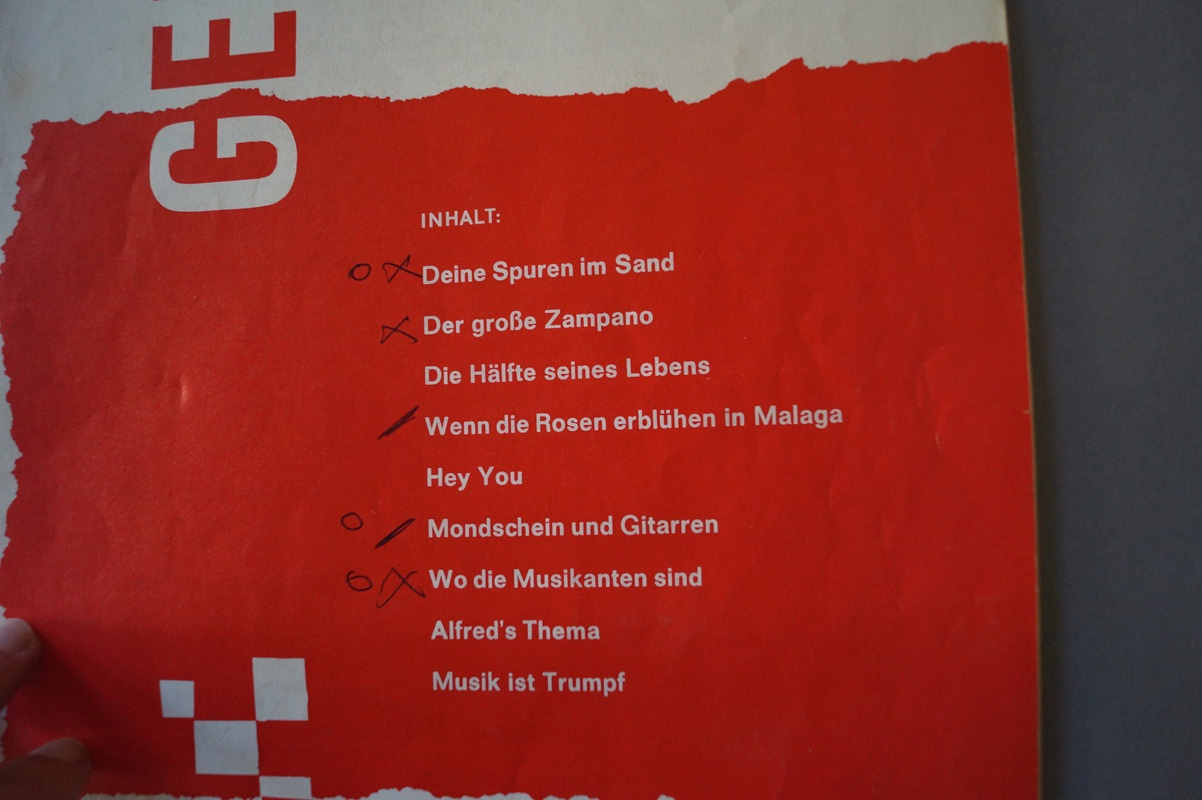 GE
INHALT:
Deine Spuren im Sand
Der große Zampano
Die Hälfte seines Lebens
Wenn die Rosen erblühen in Malaga
Hey You
Mondschein und Gitarren
Wo die Musikanten sind
Alfred's Thema
Musik ist Trumpf